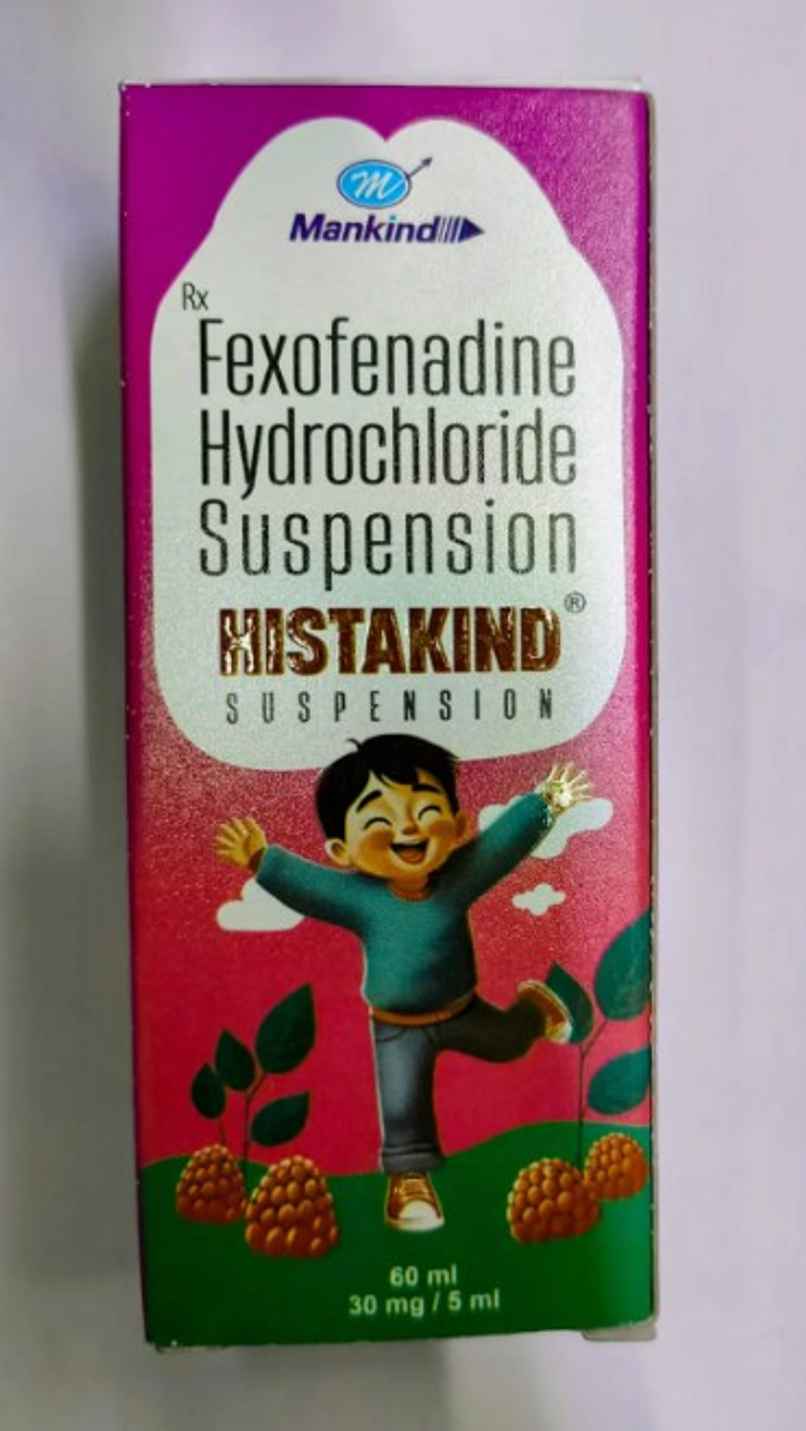 m
Mankind
Rx
Fexofenadine
Hydrochloride
Suspension
HISTAKIND®
SUSPENSION
60 ml
30 mg / 5 ml